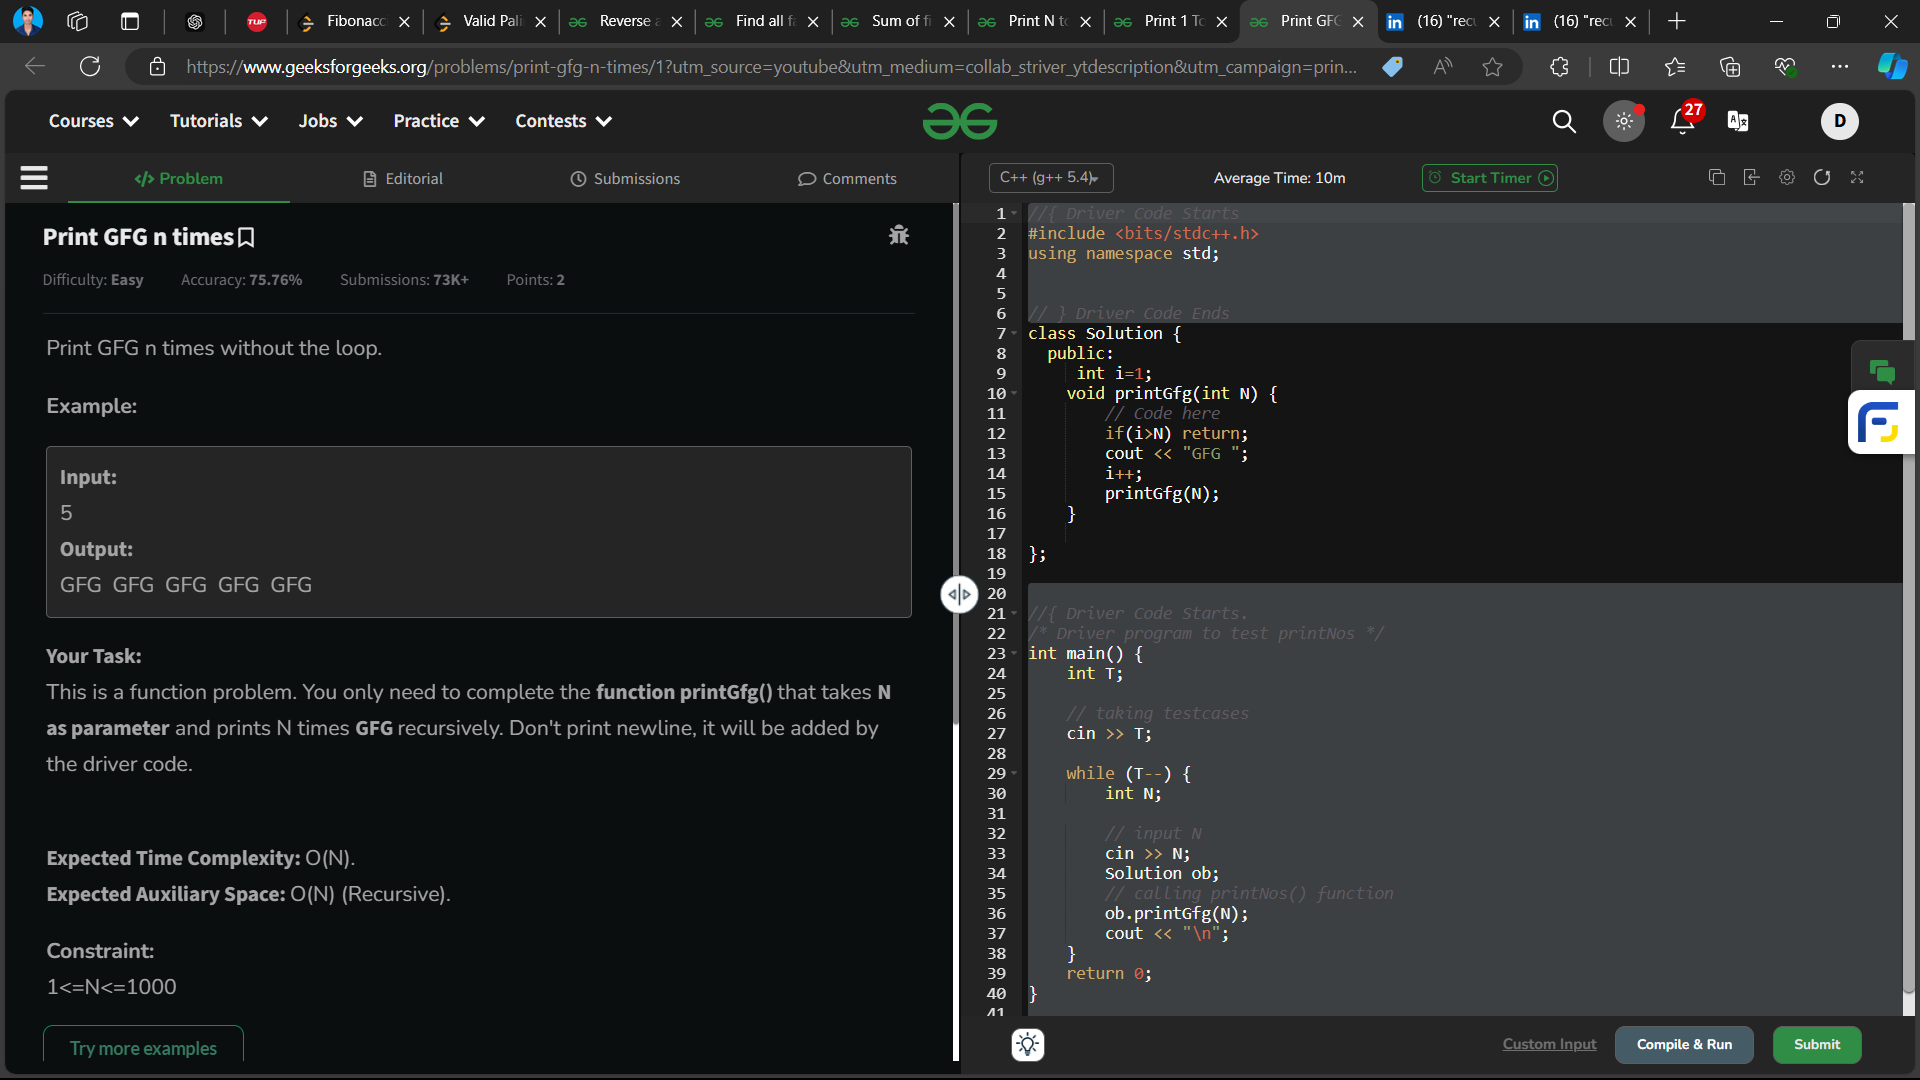 TUF
Fibonacc
Valid Pali
Reverse a
Find all fa
Sum of fi
Print N to
Print 1 To
Print GFG
(16) "recu
(16) "recu
https://www.geeksforgeeks.org/problems/print-gfg-n-times/1?utm_source=youtube&utm_medium=collab_striver_ytdescription&utm_campaign=prin...
Courses
Tutorials
Jobs
Practice
Contests
27
D
</> Problem
Editorial
Submissions
Comments
C++ (g++ 5.4)
Average Time: 10m
Start Timer
Print GFG n times
Difficulty: Easy
Accuracy: 75.76%
Submissions: 73K+
Points: 2
Print GFG n times without the loop.
Example:
Input:
5
Output:
GFG GFG GFG GFG GFG
Your Task:
This is a function problem. You only need to complete the function printGfg() that takes N
as parameter and prints N times GFG recursively. Don't print newline, it will be added by
the driver code.
Expected Time Complexity: O(N).
Expected Auxiliary Space: O(N) (Recursive).
Constraint:
1<=N<=1000
Try more examples
1 //{ Driver Code Starts
2 #include <bits/stdc++.h>
3 using namespace std;
4
5
6 // } Driver Code Ends
7 class Solution {
8 public:
9 int i=1;
10 void printGfg(int N) {
11 // Code here
12 if(i>N) return;
13 cout << "GFG ";
14 i++;
15 printGfg(N);
16 }
17
18 };
19
20
21 //{ Driver Code Starts.
22 /* Driver program to test printNos */
23 int main() {
24 int T;
25
26 // taking testcases
27 cin >> T;
28
29 while (T--) {
30 int N;
31
32 // input N
33 cin >> N;
34 Solution ob;
35 // calling printNos() function
36 ob.printGfg(N);
37 cout << "\n";
38 }
39 return 0;
40 }
41
Custom Input
Compile & Run
Submit